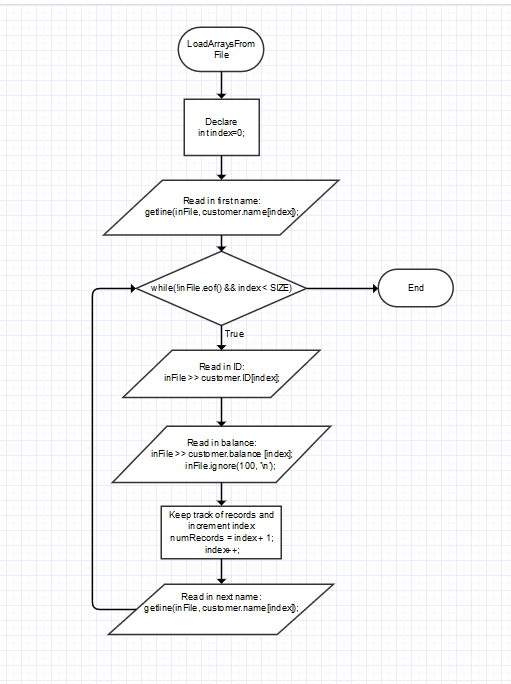 LoadArraysFrom
File
Declare
int index=0;
Read in first name:
getline(inFile, customer.name[index]);
while(!inFile.eof() && index < SIZE)
End
True
Read in ID:
inFile >> customer.ID[index];
Read in balance:
inFile >> customer.balance [index];
inFile.ignore(100, '\n');
Keep track of records and
increment index
numRecords = index + 1;
index++;
Read in next name:
getline(inFile, customer.name[index]);